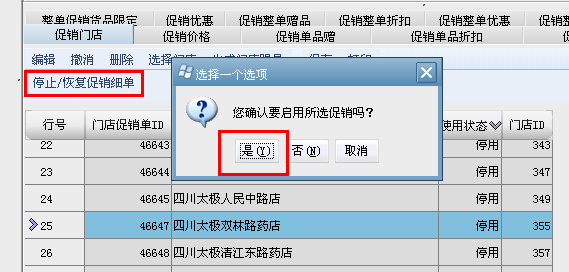 整单促销货品限定 促销优惠 促销整单赠品 促销整单折扣 促销整单优惠 促销整
促销门店 促销价格 促销单品赠 促销单品折扣 促销
编辑 撤消 删除
停止/恢复促销细单
选择一个选项
您确认要启用所选促销吗?
是(Y) 否(N) 取消
行号 门店促销单ID 使用状态 门店ID
22 46643 停用 343
23 46644 停用 347
24 46645 四川太极人民中路店 停用 349
25 46647 四川太极双林路药店 停用 355
26 46648 四川太极清江东路药店 停用 357